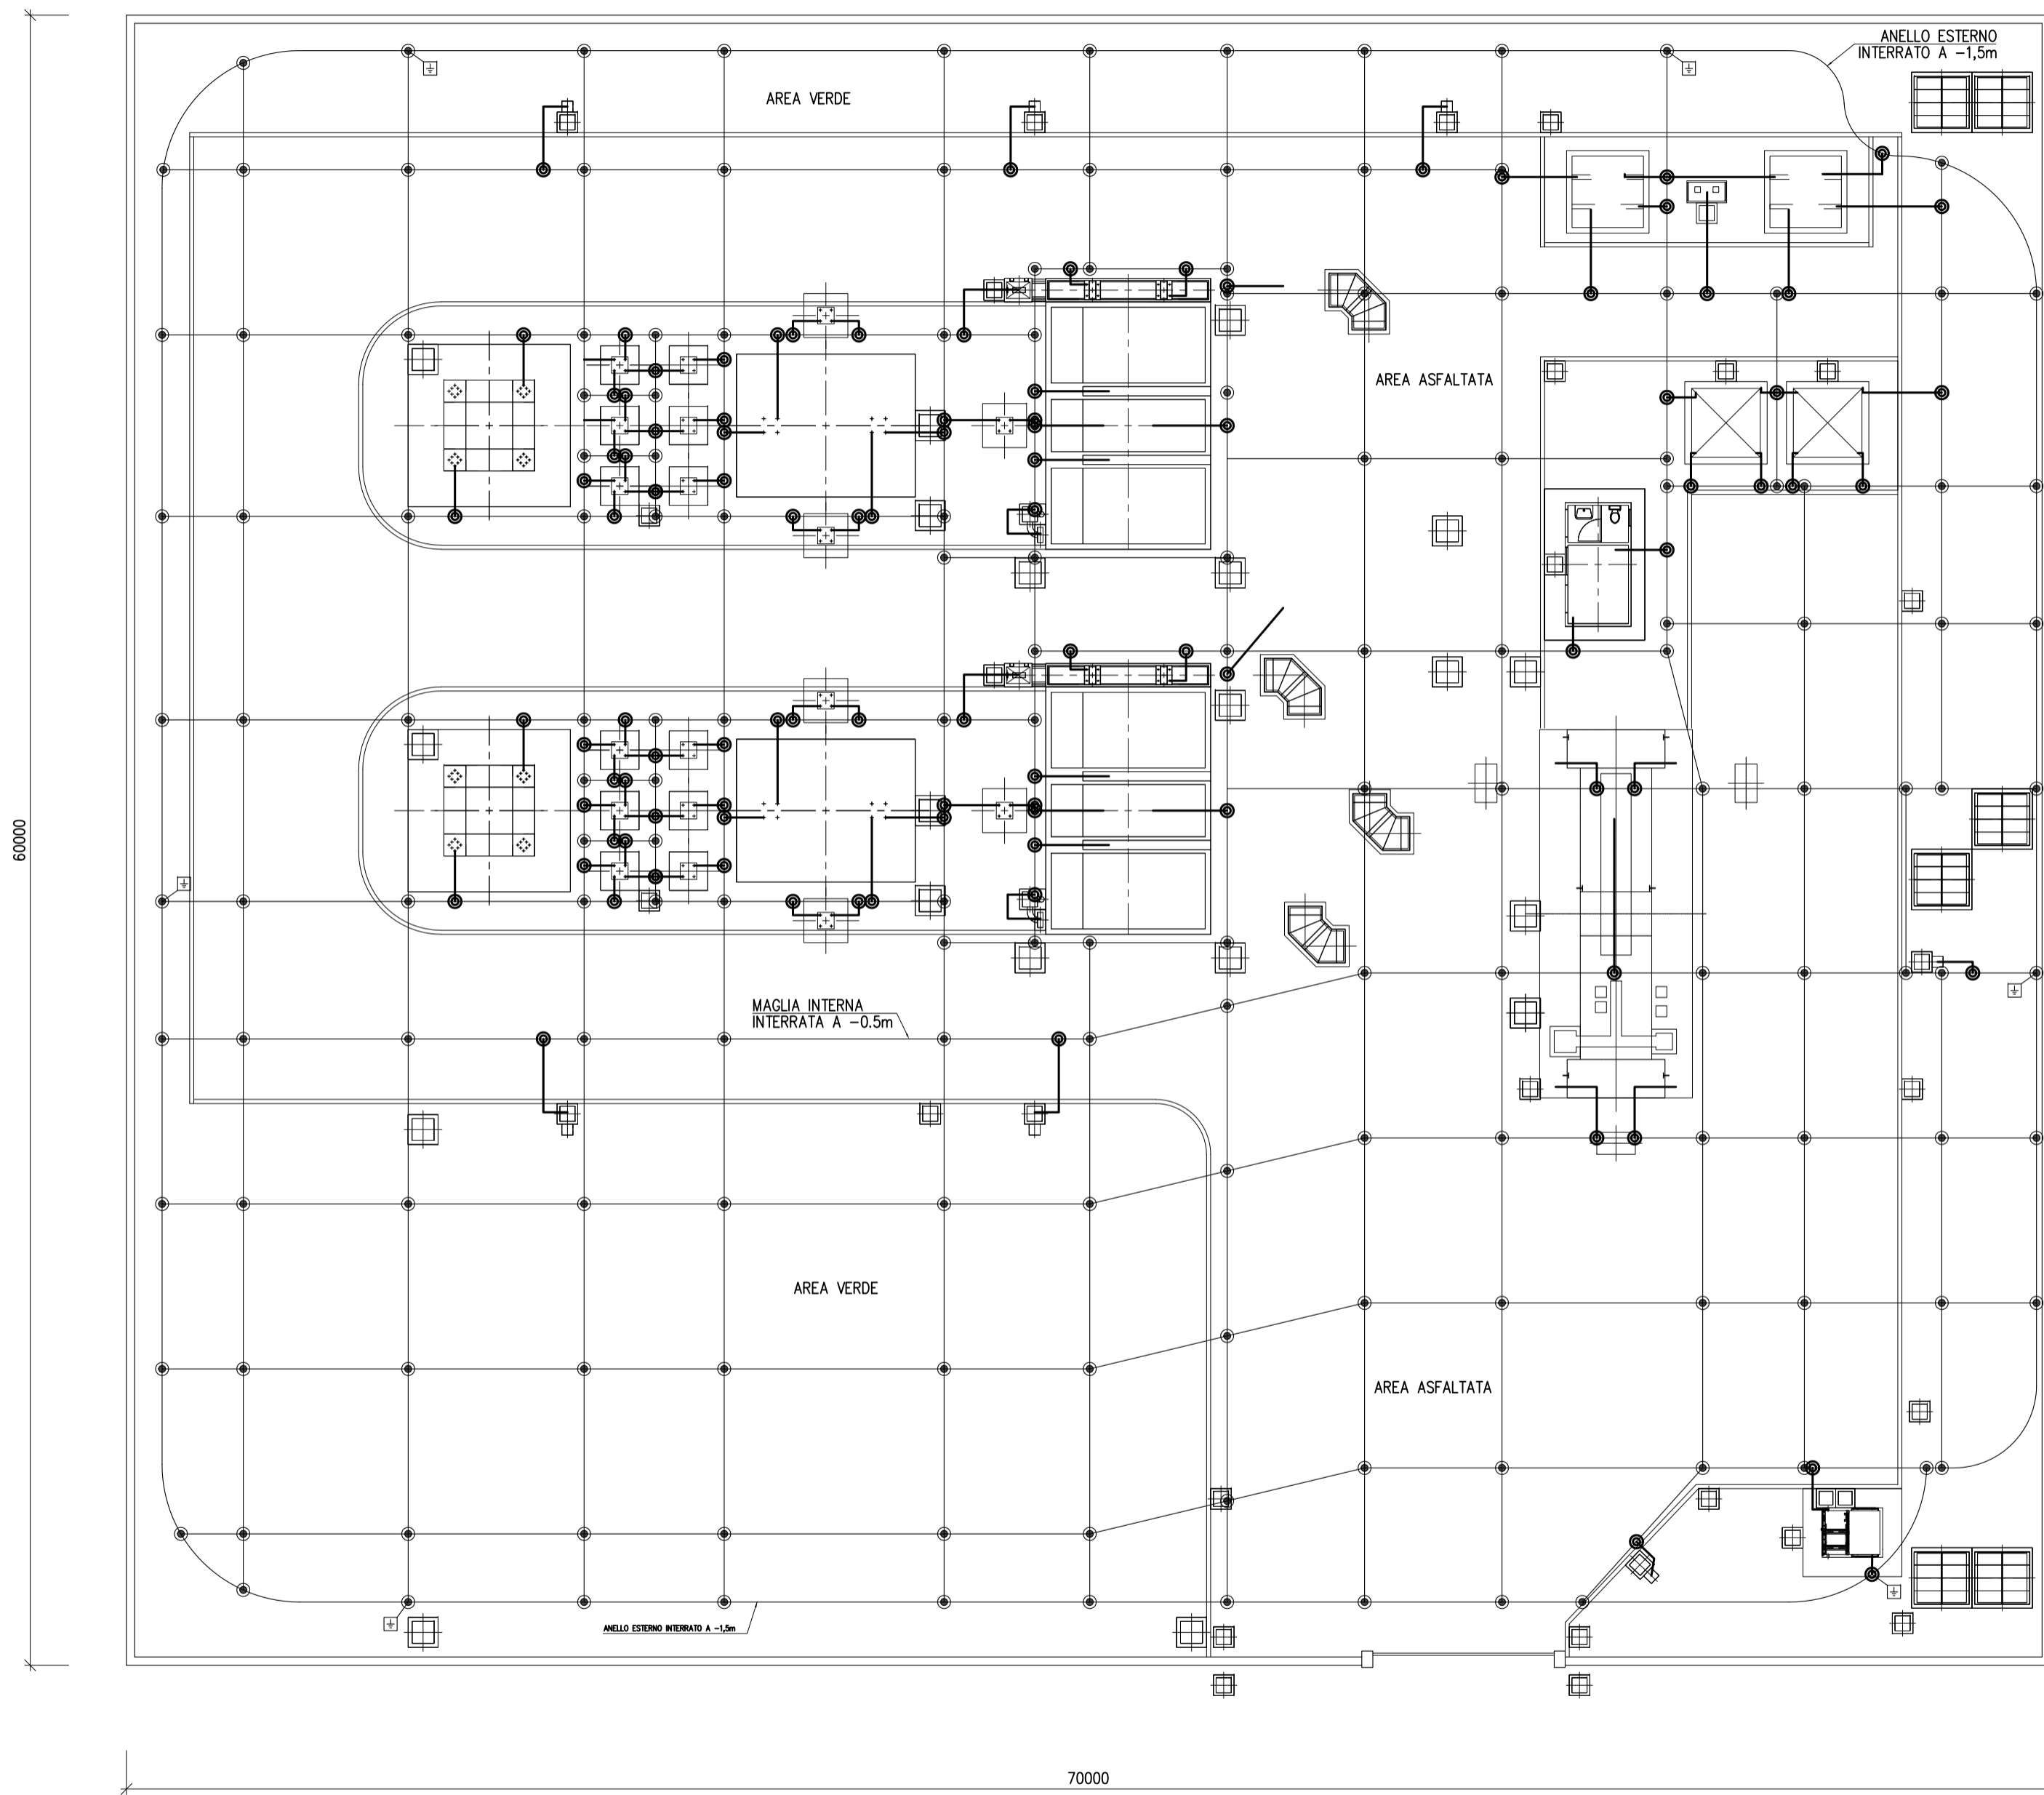 ANELLO ESTERNO
INTERRATO A -1,5m
AREA VERDE
AREA ASFALTATA
60000
MAGLIA INTERNA
INTERRATA A -0.5m
AREA VERDE
AREA ASFALTATA
ANELLO ESTERNO INTERRATO A -1,5m
70000